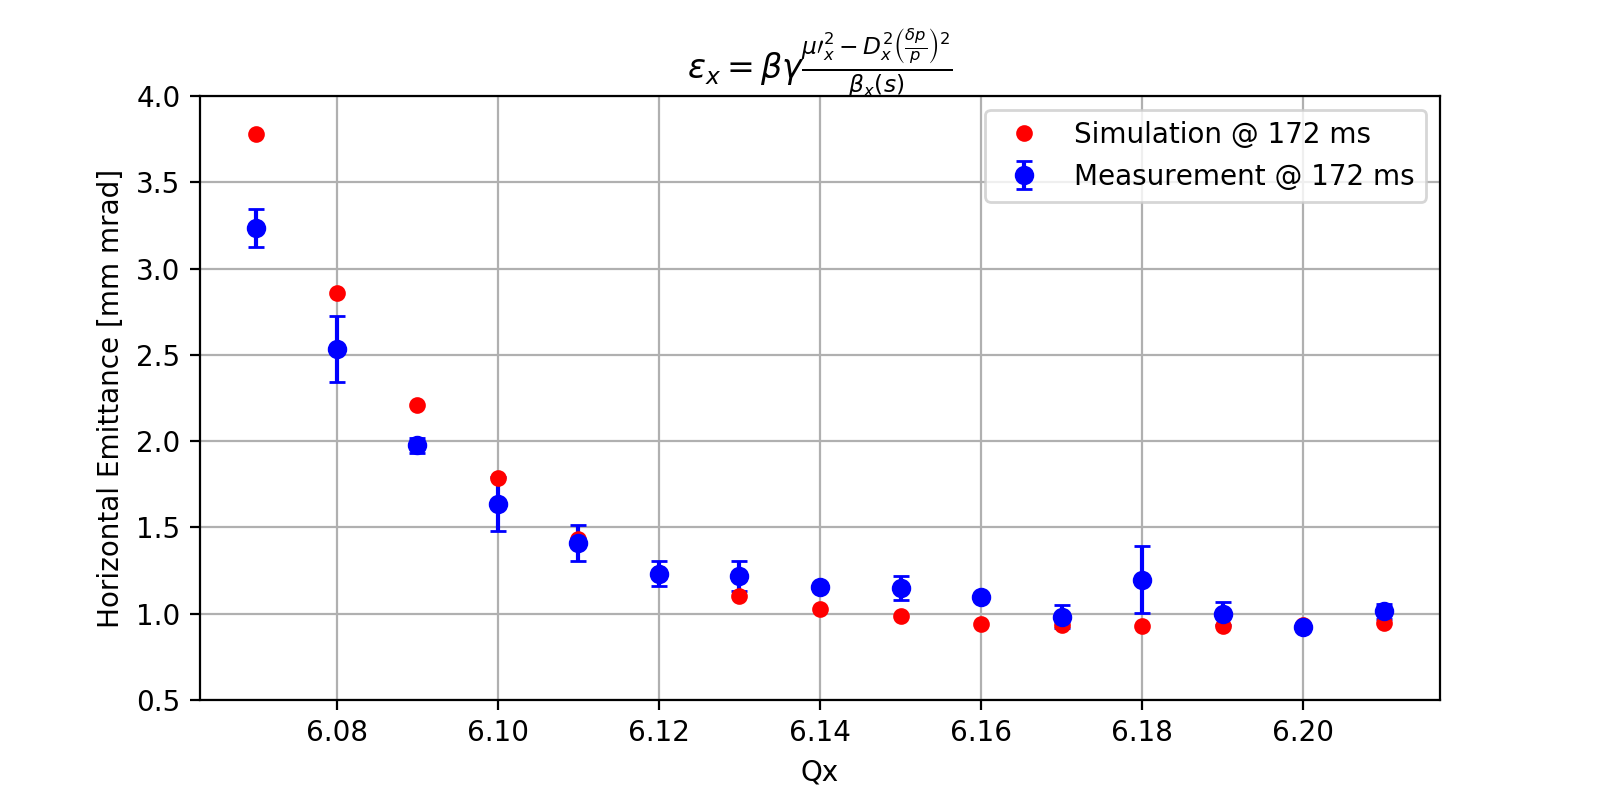 εₓ = βγ (μ′ₓ² − Dₓ² (δp/p)²) / βₓ(s)
Simulation @ 172 ms
Measurement @ 172 ms
Horizontal Emittance [mm mrad]
4.0
3.5
3.0
2.5
2.0
1.5
1.0
0.5
6.08 6.10 6.12 6.14 6.16 6.18 6.20
Qx